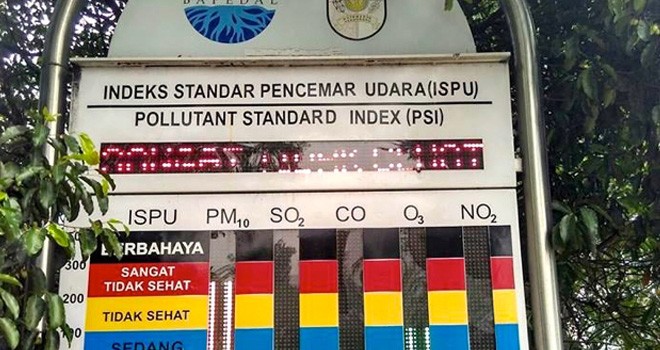 BAPEDAL
INDEKS STANDAR PENCEMAR UDARA(ISPU)
POLLUTANT STANDARD INDEX (PSI)
ISPU PM10 SO2 CO O3 NO2
BERBAHAYA
300
SANGAT
TIDAK SEHAT
200
TIDAK SEHAT
SEDANG